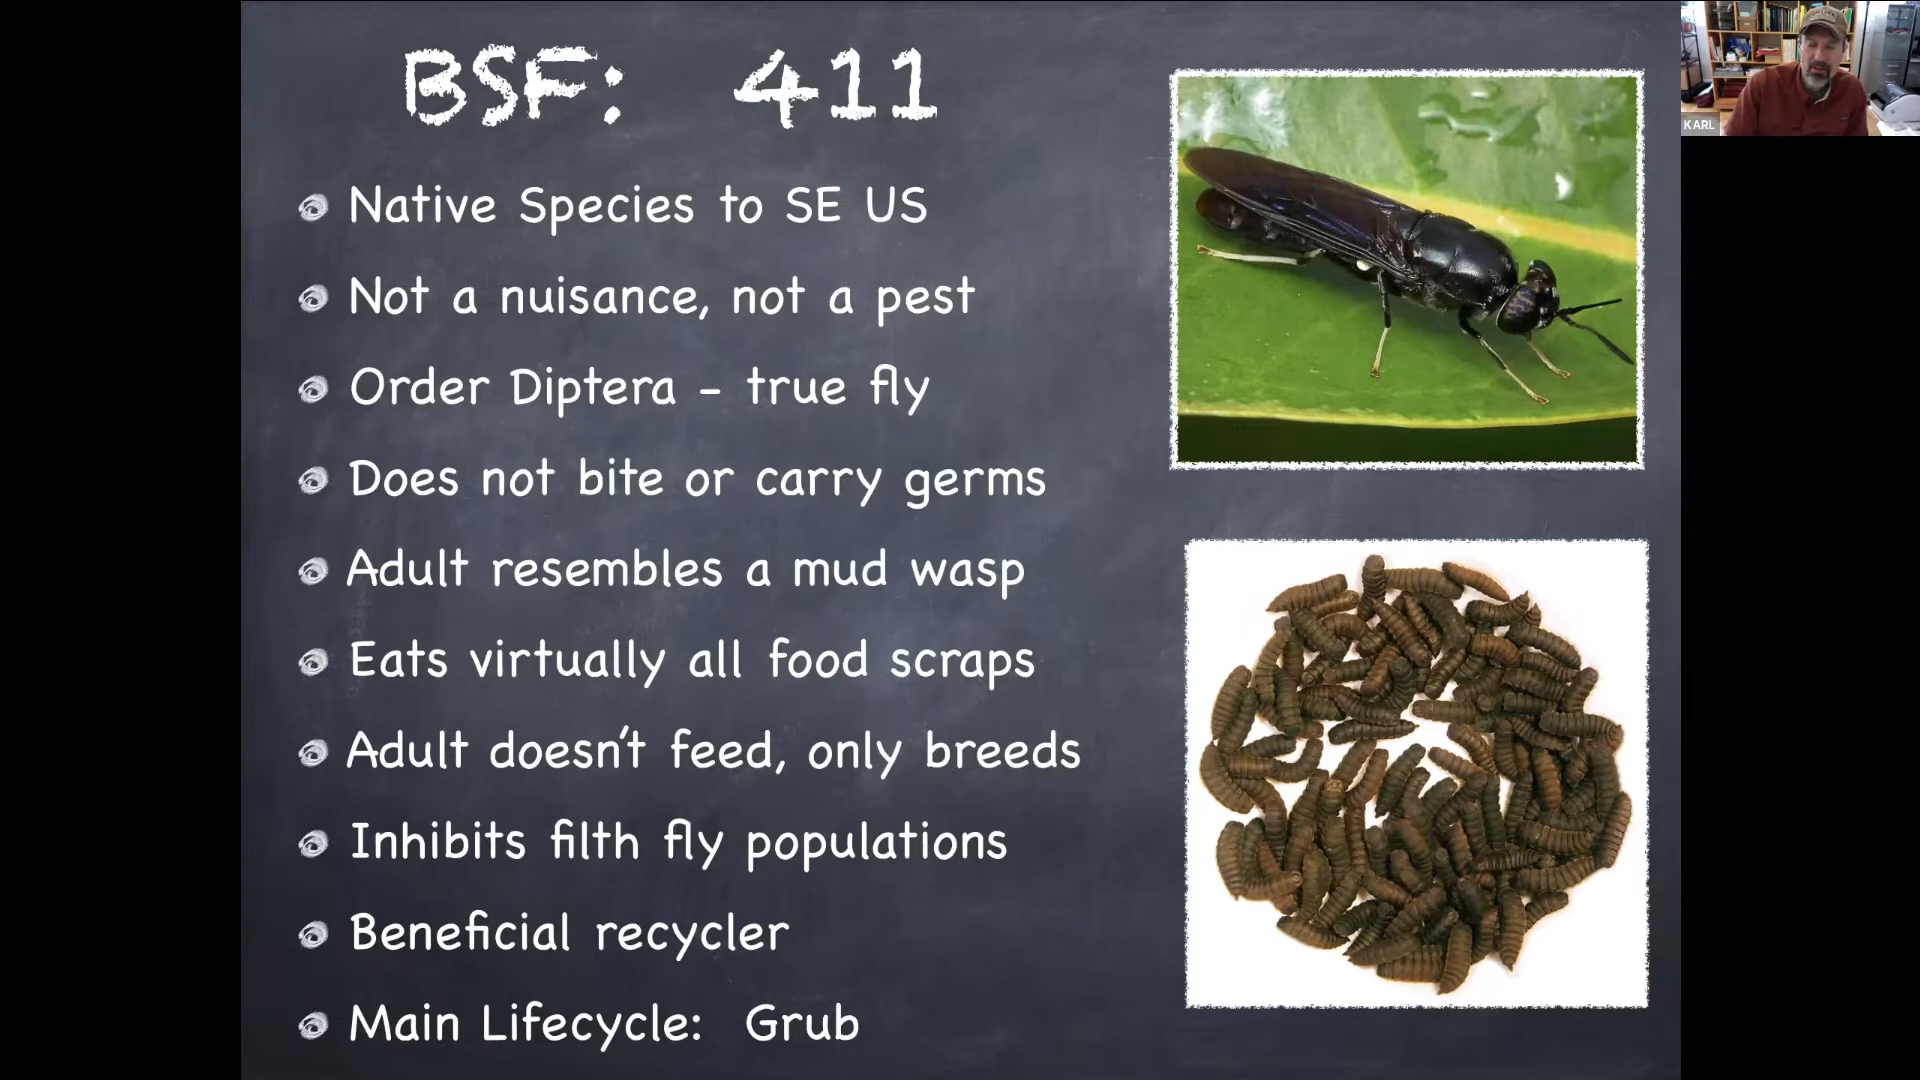 BSF: 411
Native Species to SE US
Not a nuisance, not a pest
Order Diptera - true fly
Does not bite or carry germs
Adult resembles a mud wasp
Eats virtually all food scraps
Adult doesn't feed, only breeds
Inhibits filth fly populations
Beneficial recycler
Main Lifecycle: Grub
KARL